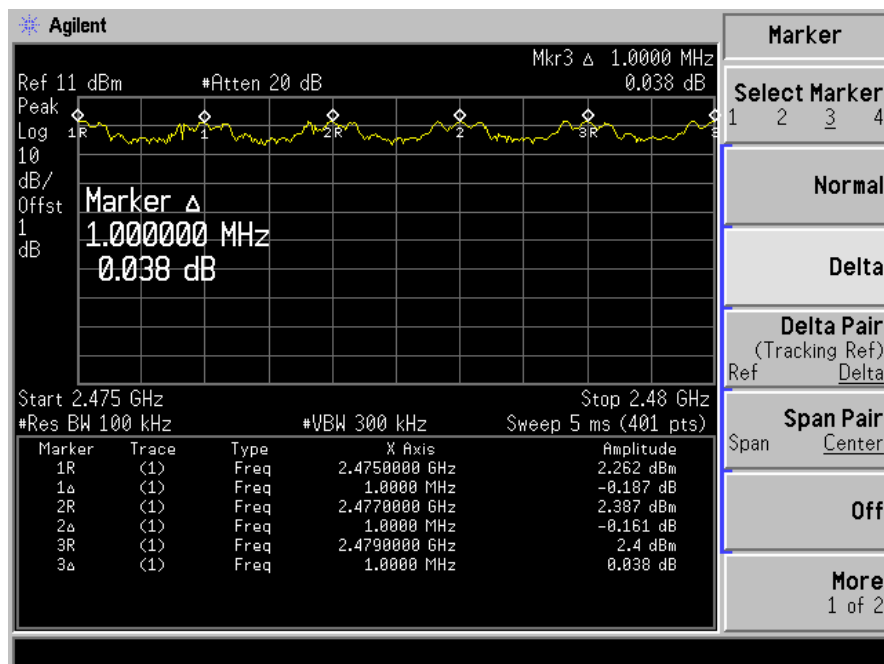 Agilent
Marker
Mkr3 Δ 1.0000 MHz
Ref 11 dBm #Atten 20 dB 0.038 dB
Peak
Log
10
dB/
Offst
1
dB
1R 1 2R 2 3R 3
Marker Δ
1.000000 MHz
0.038 dB
Start 2.475 GHz Stop 2.48 GHz
#Res BW 100 kHz #VBW 300 kHz Sweep 5 ms (401 pts)
Marker Trace Type X Axis Amplitude
1R (1) Freq 2.4750000 GHz 2.262 dBm
1Δ (1) Freq 1.0000 MHz -0.187 dB
2R (1) Freq 2.4770000 GHz 2.387 dBm
2Δ (1) Freq 1.0000 MHz -0.161 dB
3R (1) Freq 2.4790000 GHz 2.4 dBm
3Δ (1) Freq 1.0000 MHz 0.038 dB
Select Marker
1 2 3 4
Normal
Delta
Delta Pair
(Tracking Ref)
Ref Delta
Span Pair
Span Center
Off
More
1 of 2